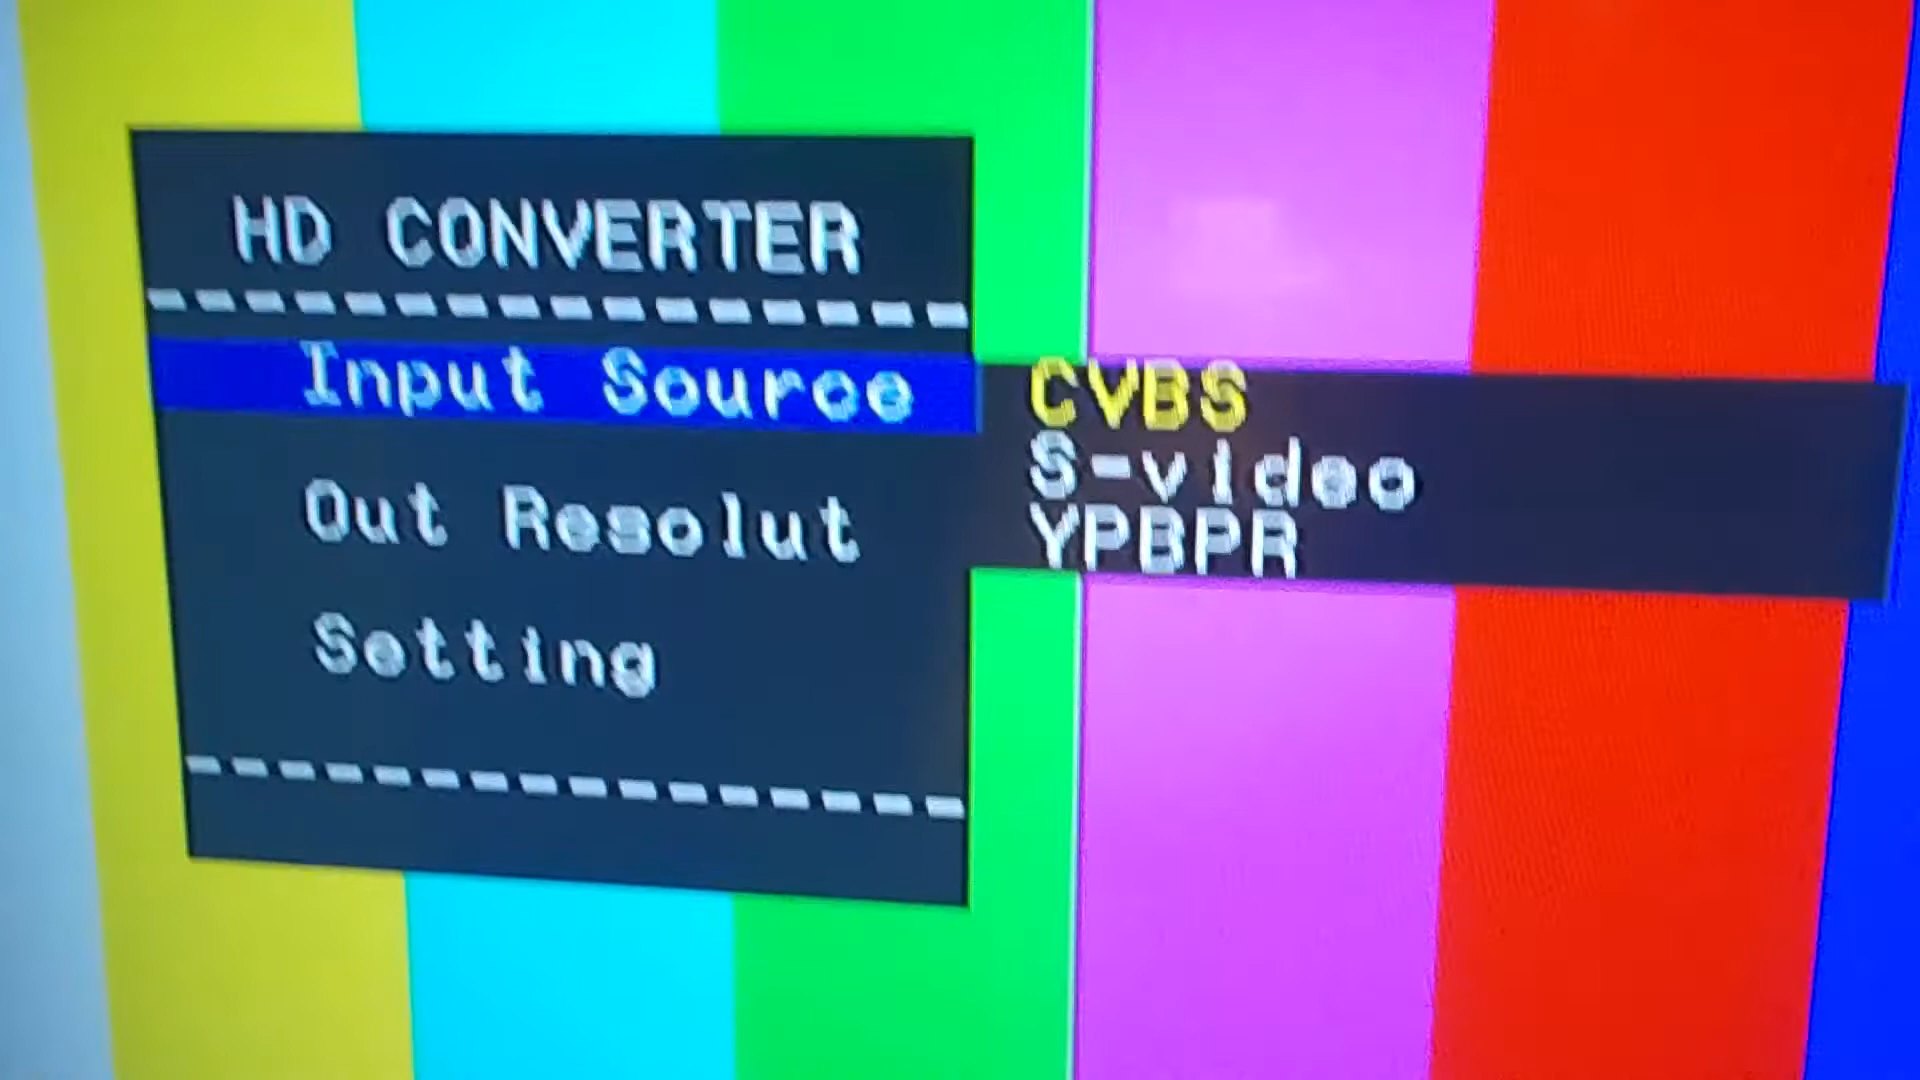 HD CONVERTER
Input Source
CVBS
S-video
YPBPR
Out Resolut
Setting